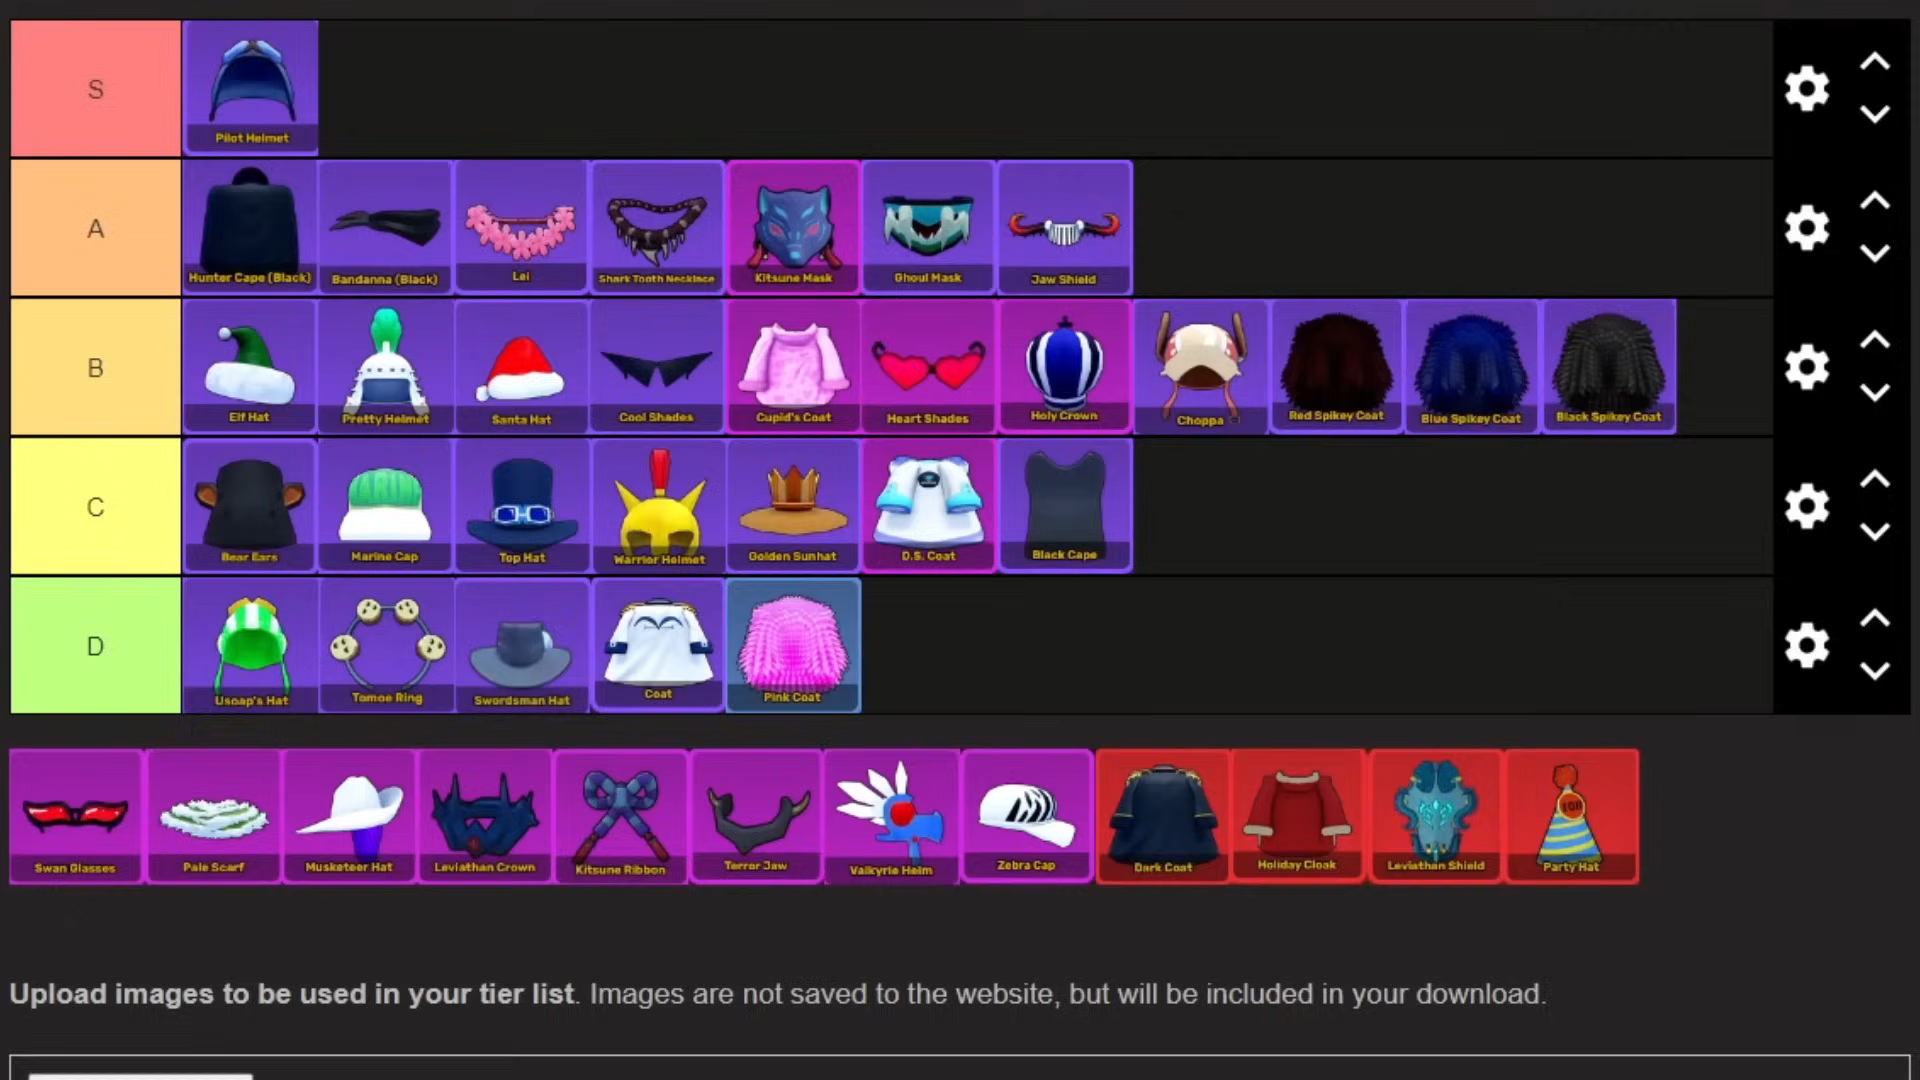 S
Pilot Helmet
A
Hunter Cape (Black)
Bandanna (Black)
Lei
Shark Tooth Necklace
Kitsune Mask
Ghoul Mask
Jaw Shield
B
Elf Hat
Pretty Helmet
Santa Hat
Cool Shades
Cupid's Coat
Heart Shades
Holy Crown
Choppa
Red Spikey Coat
Blue Spikey Coat
Black Spikey Coat
C
Bear Ears
Marine Cap
Top Hat
Warrior Helmet
Golden Sunhat
D.S. Coat
Black Cape
D
Usoap's Hat
Tomoe Ring
Swordsman Hat
Coat
Pink Coat
Swan Glasses
Pale Scarf
Musketeer Hat
Leviathan Crown
Kitsune Ribbon
Terror Jaw
Valkyrie Helm
Zebra Cap
Dark Coat
Holiday Cloak
Leviathan Shield
Party Hat
Upload images to be used in your tier list. Images are not saved to the website, but will be included in your download.